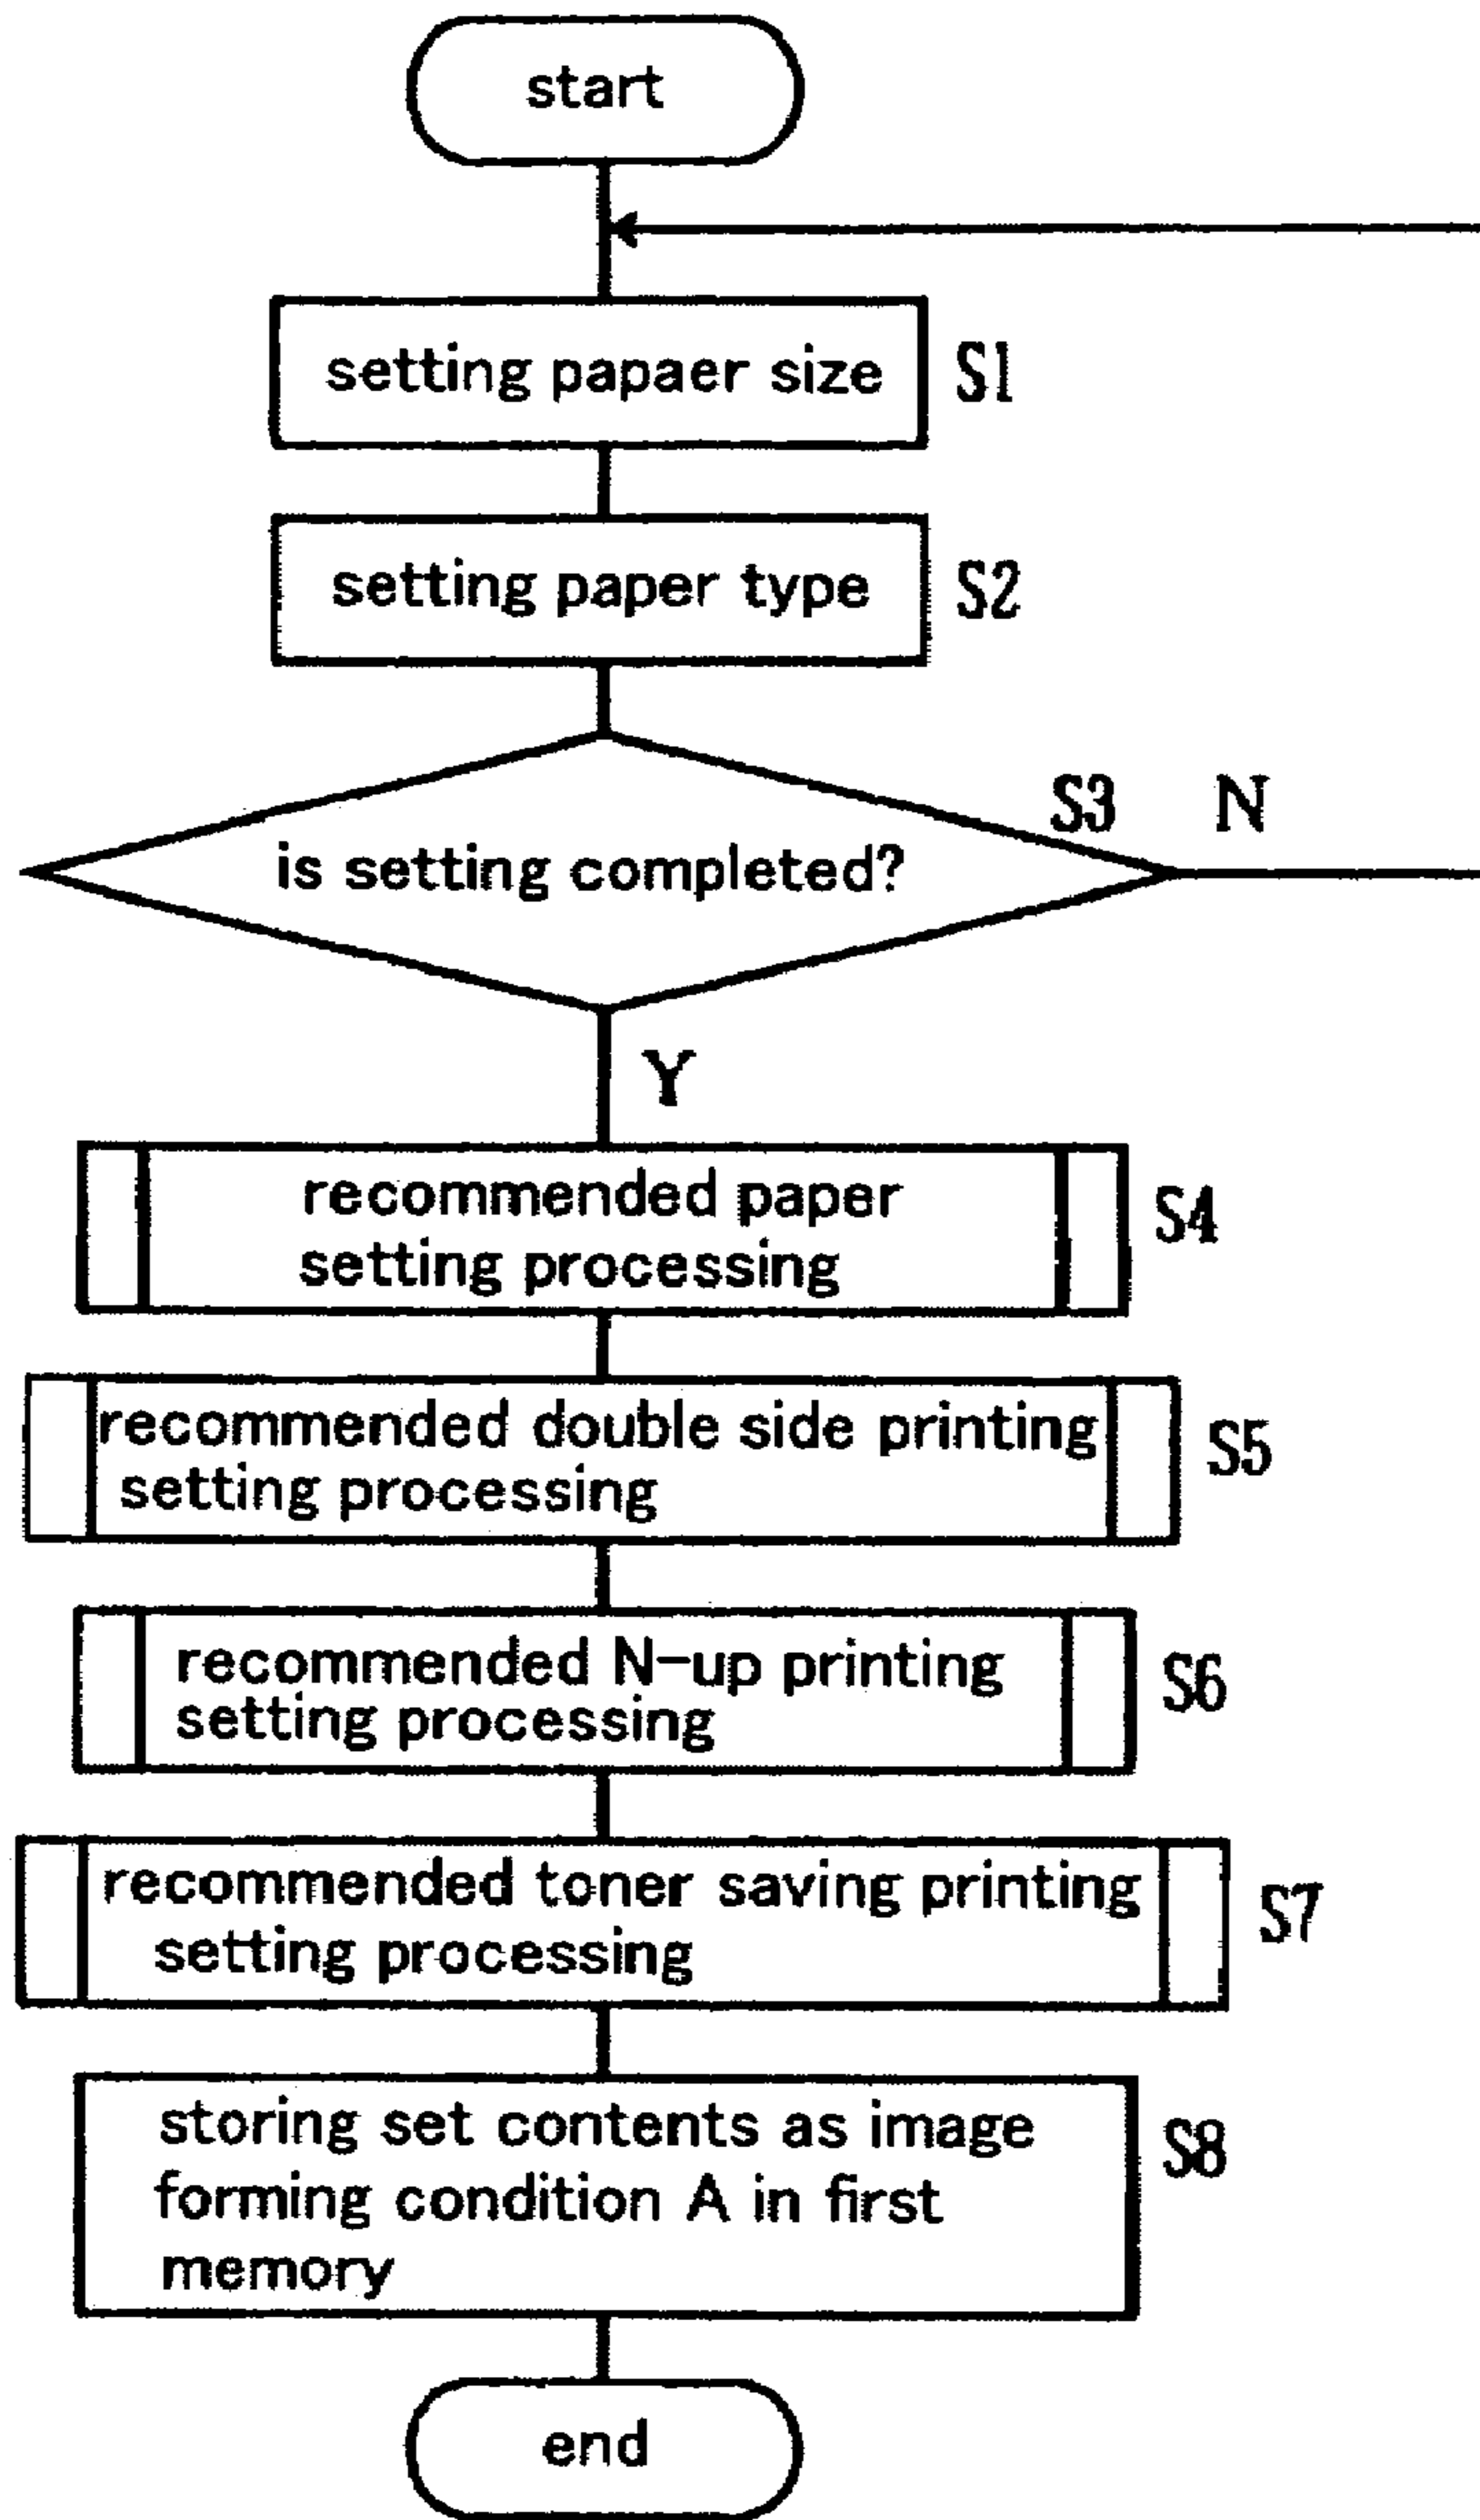 start
setting papaer size
S1
setting paper type
S2
S3
N
is setting completed?
Y
recommended paper
setting processing
S4
recommended double side printing
setting processing
S5
recommended N-up printing
setting processing
S6
recommended toner saving printing
setting processing
S7
storing set contents as image
forming condition A in first
memory
S8
end